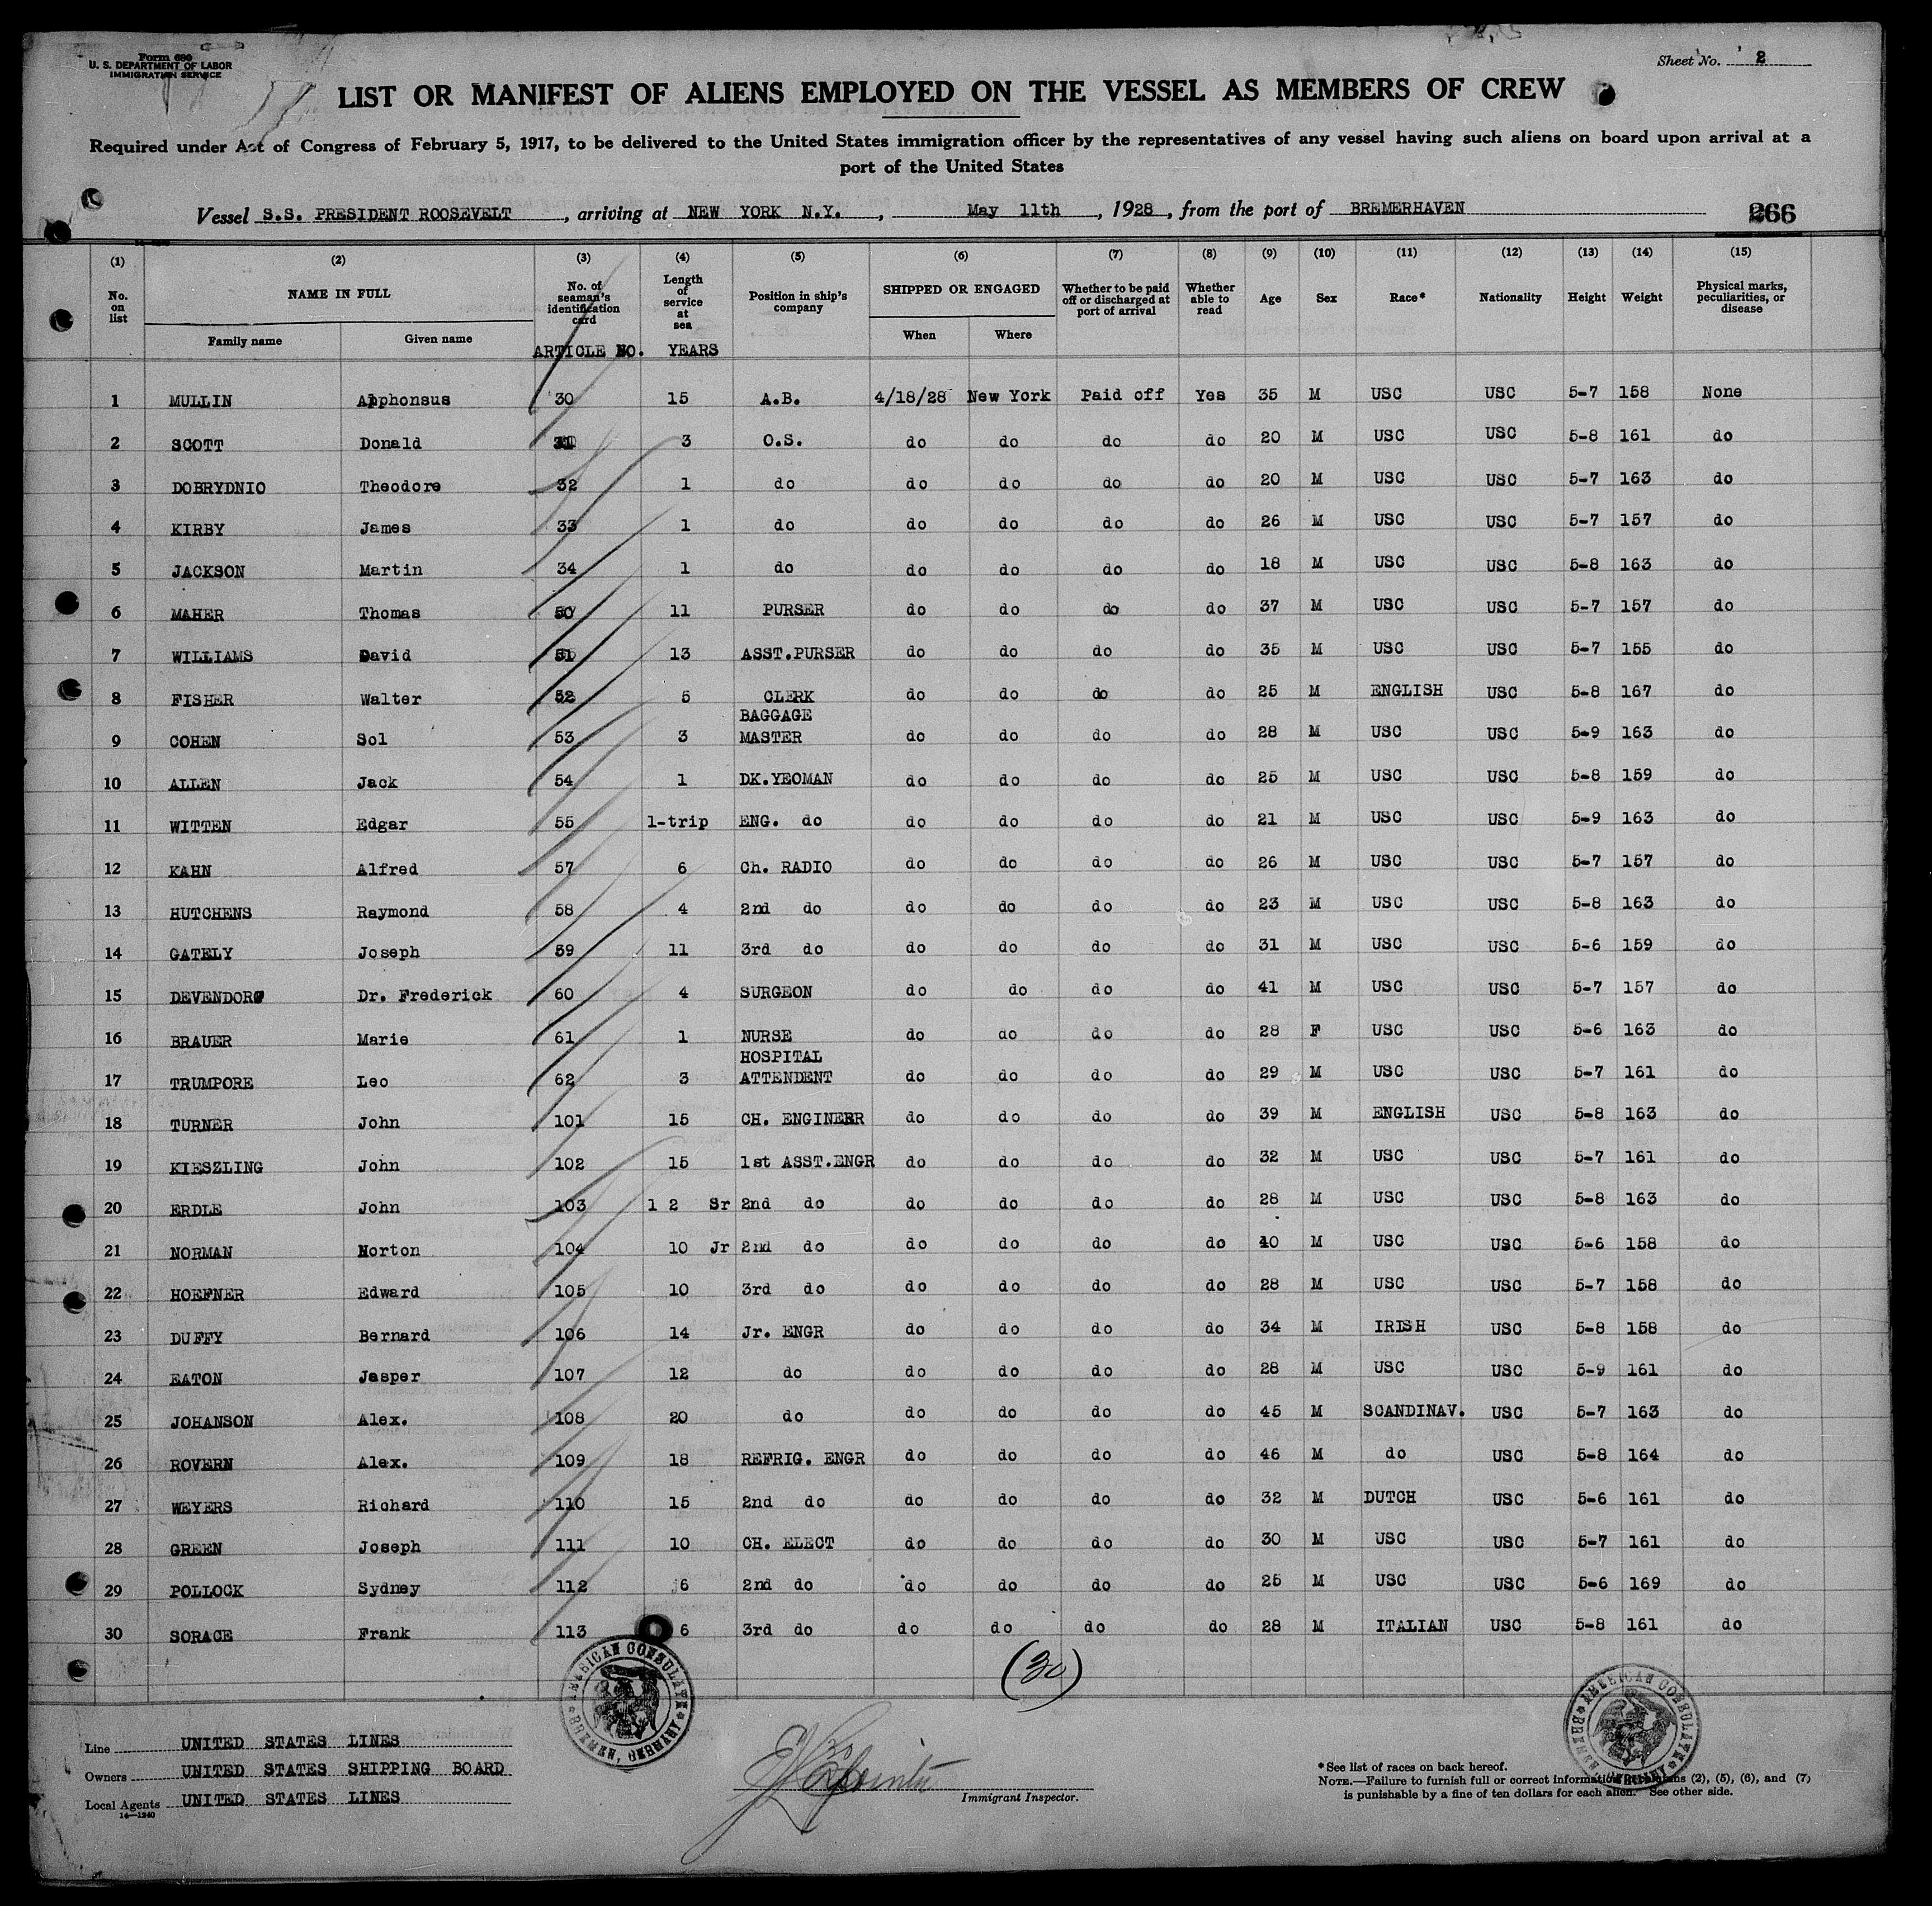 Form 680
U. S. DEPARTMENT OF LABOR
IMMIGRATION SERVICE
Sheet No. 2
LIST OR MANIFEST OF ALIENS EMPLOYED ON THE VESSEL AS MEMBERS OF CREW
Required under Act of Congress of February 5, 1917, to be delivered to the United States immigration officer by the representatives of any vessel having such aliens on board upon arrival at a
port of the United States
Vessel S.S. PRESIDENT ROOSEVELT, arriving at NEW YORK N.Y., May 11th, 1928, from the port of BREMERHAVEN 266
(1) (2) (3) (4) (5) (6) (7) (8) (9) (10) (11) (12) (13) (14) (15)
No. on list NAME IN FULL Family name Given name No. of seaman's identification card Length of service at sea Position in ship's company SHIPPED OR ENGAGED When Where Whether to be paid off or discharged at port of arrival Whether able to read Age Sex Race* Nationality Height Weight Physical marks, peculiarities, or disease
ARTICLE NO. YEARS
1 MULLIN Alphonsus 30 15 A.B. 4/18/28 New York Paid off Yes 35 M USC USC 5-7 158 None
2 SCOTT Donald 31 3 O.S. do do do do 20 M USC USC 5-8 161 do
3 DOBRYDNIO Theodore 32 1 do do do do do 20 M USC USC 5-7 163 do
4 KIRBY James 33 1 do do do do do 26 M USC USC 5-7 157 do
5 JACKSON Martin 34 1 do do do do do 18 M USC USC 5-8 163 do
6 MAHER Thomas 50 11 PURSER do do do do 37 M USC USC 5-7 157 do
7 WILLIAMS David 51 13 ASST.PURSER do do do do 35 M USC USC 5-7 155 do
8 FISHER Walter 52 5 CLERK do do do do 25 M ENGLISH USC 5-8 167 do
9 COHEN Sol 53 3 BAGGAGE MASTER do do do do 28 M USC USC 5-9 163 do
10 ALLEN Jack 54 1 DK.YEOMAN do do do do 25 M USC USC 5-8 159 do
11 WITTEN Edgar 55 1-trip ENG. do do do do do 21 M USC USC 5-9 163 do
12 KAHN Alfred 57 6 Ch. RADIO do do do do 26 M USC USC 5-7 157 do
13 HUTCHENS Raymond 58 4 2nd do do do do do 23 M USC USC 5-8 163 do
14 GATELY Joseph 59 11 3rd do do do do do 31 M USC USC 5-6 159 do
15 DEVENDORF Dr. Frederick 60 4 SURGEON do do do do 41 M USC USC 5-7 157 do
16 BRAUER Marie 61 1 NURSE do do do do 28 F USC USC 5-6 163 do
17 TRUMPORE Leo 62 3 HOSPITAL ATTENDENT do do do do 29 M USC USC 5-7 161 do
18 TURNER John 101 15 CH. ENGINEER do do do do 39 M ENGLISH USC 5-8 163 do
19 KIESZLING John 102 15 1st ASST.ENGR do do do do 32 M USC USC 5-7 161 do
20 ERDLE John 103 1 2 Sr 2nd do do do do do 28 M USC USC 5-8 163 do
21 NORMAN Norton 104 10 Jr 2nd do do do do do 40 M USC USC 5-6 158 do
22 HOEFNER Edward 105 10 3rd do do do do do 28 M USC USC 5-7 158 do
23 DUFFY Bernard 106 14 Jr. ENGR do do do do 34 M IRISH USC 5-8 158 do
24 EATON Jasper 107 12 do do do do do 28 M USC USC 5-9 161 do
25 JOHANSON Alex. 108 20 do do do do do 45 M SCANDINAV. USC 5-7 163 do
26 ROVERN Alex. 109 18 REFRIG. ENGR do do do do 46 M do USC 5-8 164 do
27 WEYERS Richard 110 15 2nd do do do do do 32 M DUTCH USC 5-6 161 do
28 GREEN Joseph 111 10 CH. ELECT do do do do 30 M USC USC 5-7 161 do
29 POLLOCK Sydney 112 6 2nd do do do do do 25 M USC USC 5-6 169 do
30 SORACE Frank 113 6 3rd do do do do do 28 M ITALIAN USC 5-8 161 do
(30)
AMERICAN CONSULATE BREMEN, GERMANY
AMERICAN CONSULATE BREMEN, GERMANY
Line UNITED STATES LINES
Owners UNITED STATES SHIPPING BOARD
Local Agents UNITED STATES LINES
14—1240
Immigrant Inspector.
*See list of races on back hereof.
NOTE.—Failure to furnish full or correct information columns (2), (5), (6), and (7)
is punishable by a fine of ten dollars for each alien. See other side.